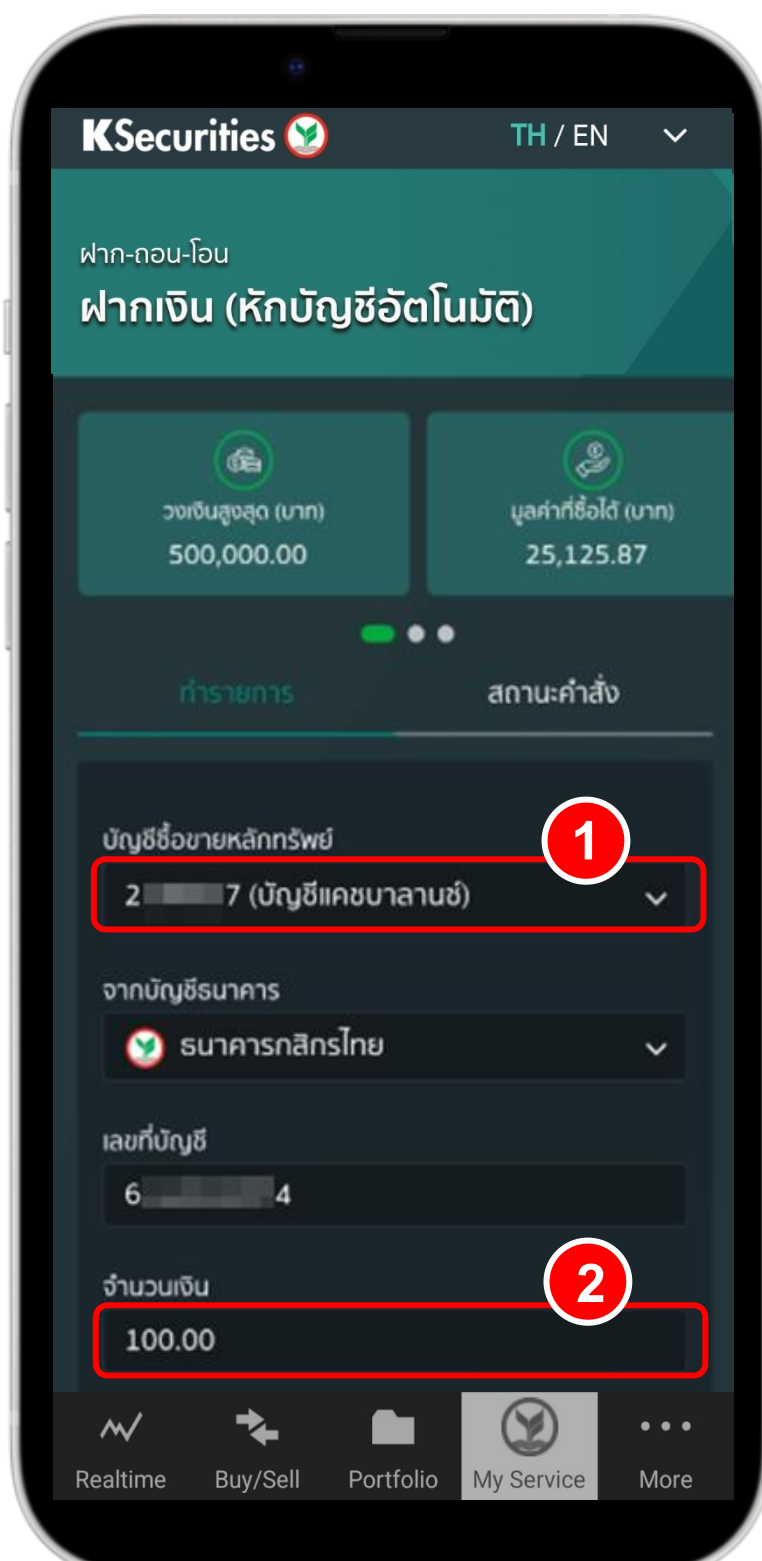 KSecurities TH / EN
ฝาก-ถอน-โอน
ฝากเงิน (หักบัญชีอัตโนมัติ)
วงเงินสูงสุด (บาท)
500,000.00
มูลค่าที่ซื้อได้ (บาท)
25,125.87
ทำรายการ สถานะคำสั่ง
บัญชีซื้อขายหลักทรัพย์
1
2 7 (บัญชีแคชบาลานซ์)
จากบัญชีธนาคาร
ธนาคารกสิกรไทย
เลขที่บัญชี
6 4
จำนวนเงิน
2
100.00
Realtime Buy/Sell Portfolio My Service More